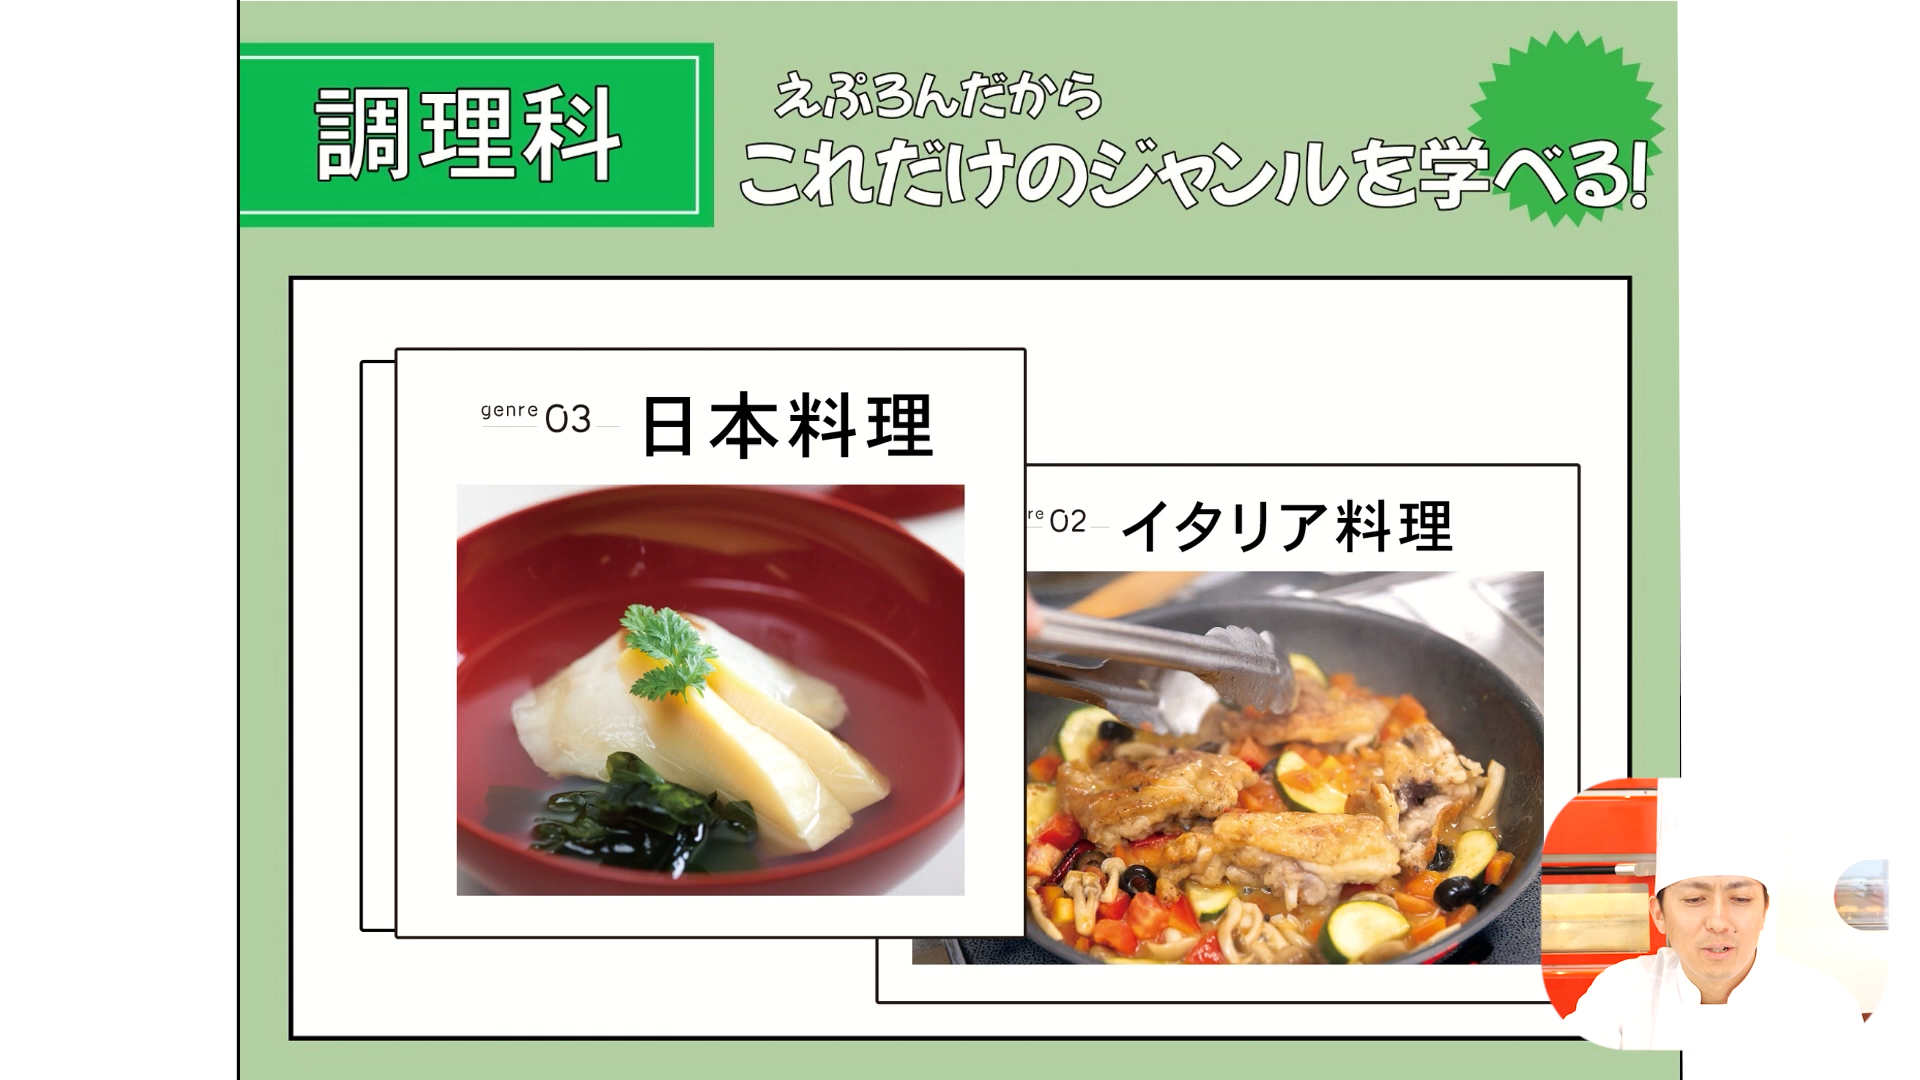 調理科
えぷろんだから
これだけのジャンルを学べる!
genre 03 日本料理
re 02 イタリア料理